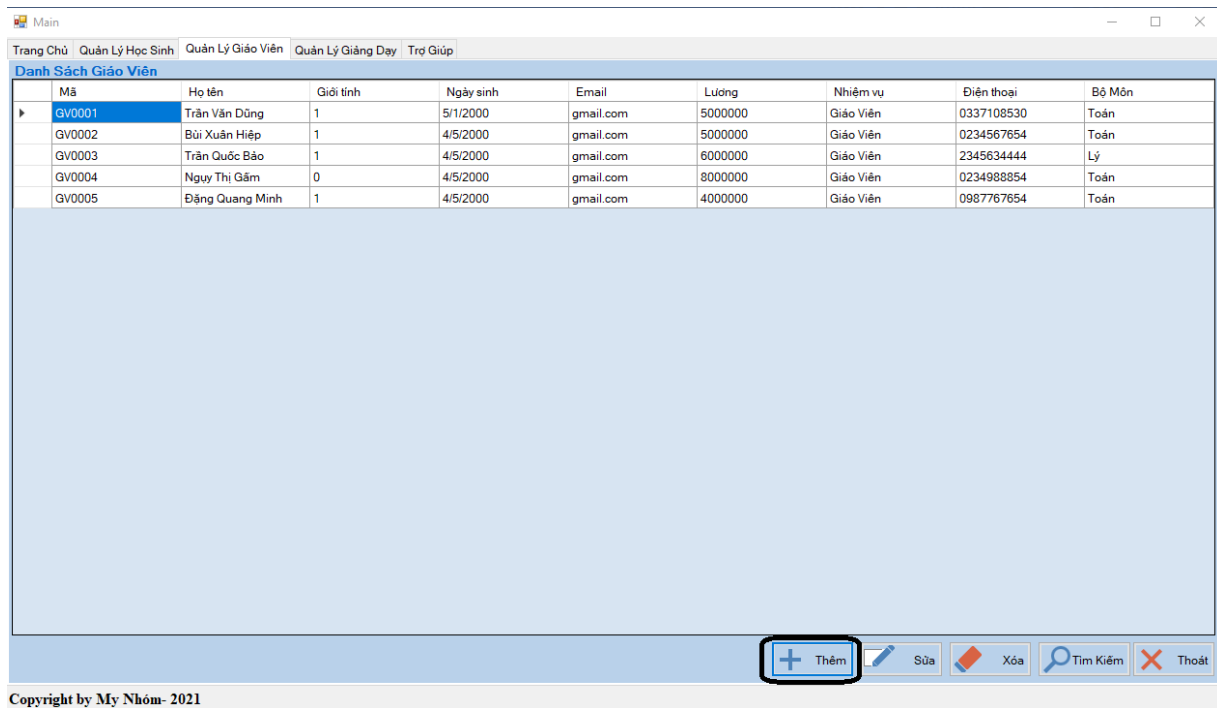 Main
Trang Chủ Quản Lý Học Sinh Quản Lý Giáo Viên Quản Lý Giảng Dạy Trợ Giúp
Danh Sách Giáo Viên
Mã Họ tên Giới tính Ngày sinh Email Lương Nhiệm vụ Điện thoại Bộ Môn
GV0001 Trần Văn Dũng 1 5/1/2000 gmail.com 5000000 Giáo Viên 0337108530 Toán
GV0002 Bùi Xuân Hiệp 1 4/5/2000 gmail.com 5000000 Giáo Viên 0234567654 Toán
GV0003 Trần Quốc Bảo 1 4/5/2000 gmail.com 6000000 Giáo Viên 2345634444 Lý
GV0004 Ngụy Thị Gấm 0 4/5/2000 gmail.com 8000000 Giáo Viên 0234988854 Toán
GV0005 Đặng Quang Minh 1 4/5/2000 gmail.com 4000000 Giáo Viên 0987767654 Toán
Thêm Sửa Xóa Tìm Kiếm Thoát
Copyright by My Nhóm- 2021